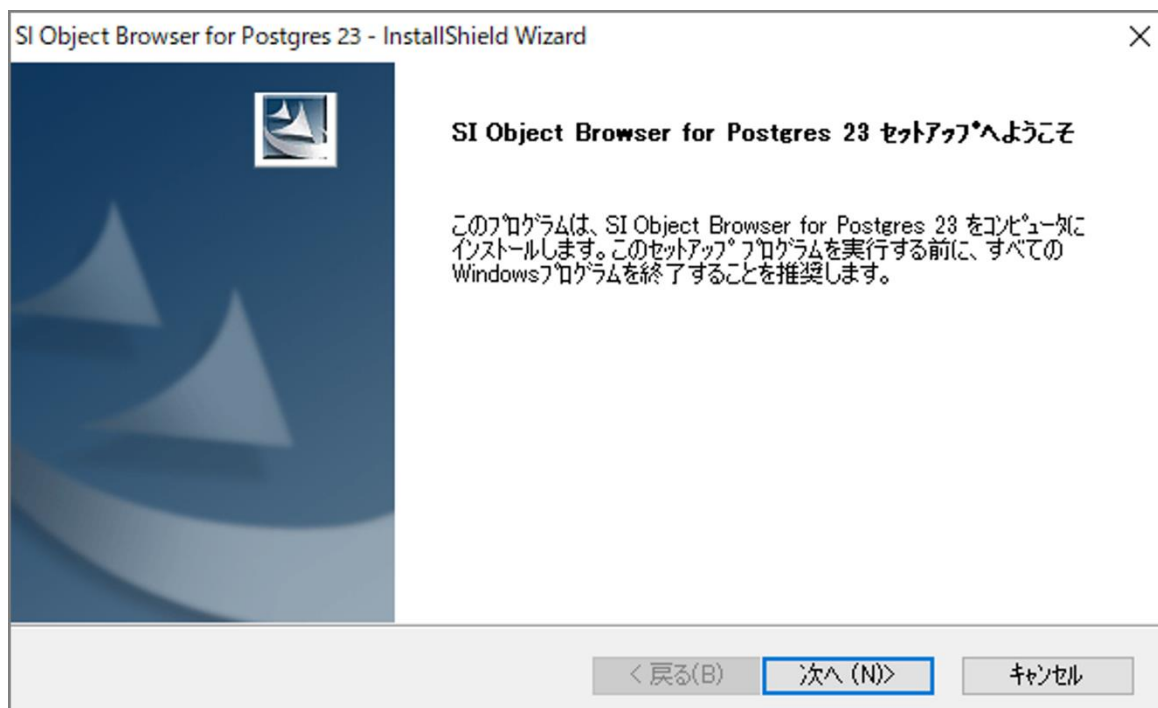 SI Object Browser for Postgres 23 - InstallShield Wizard
SI Object Browser for Postgres 23 ｾｯﾄｱｯﾌﾟへようこそ
このﾌﾟﾛｸﾞﾗﾑは、SI Object Browser for Postgres 23 をｺﾝﾋﾟｭｰﾀに
ｲﾝｽﾄｰﾙします。このｾｯﾄｱｯﾌﾟ ﾌﾟﾛｸﾞﾗﾑを実行する前に、すべての
Windowsﾌﾟﾛｸﾞﾗﾑを終了することを推奨します。
< 戻る(B)
次へ (N)>
ｷｬﾝｾﾙ